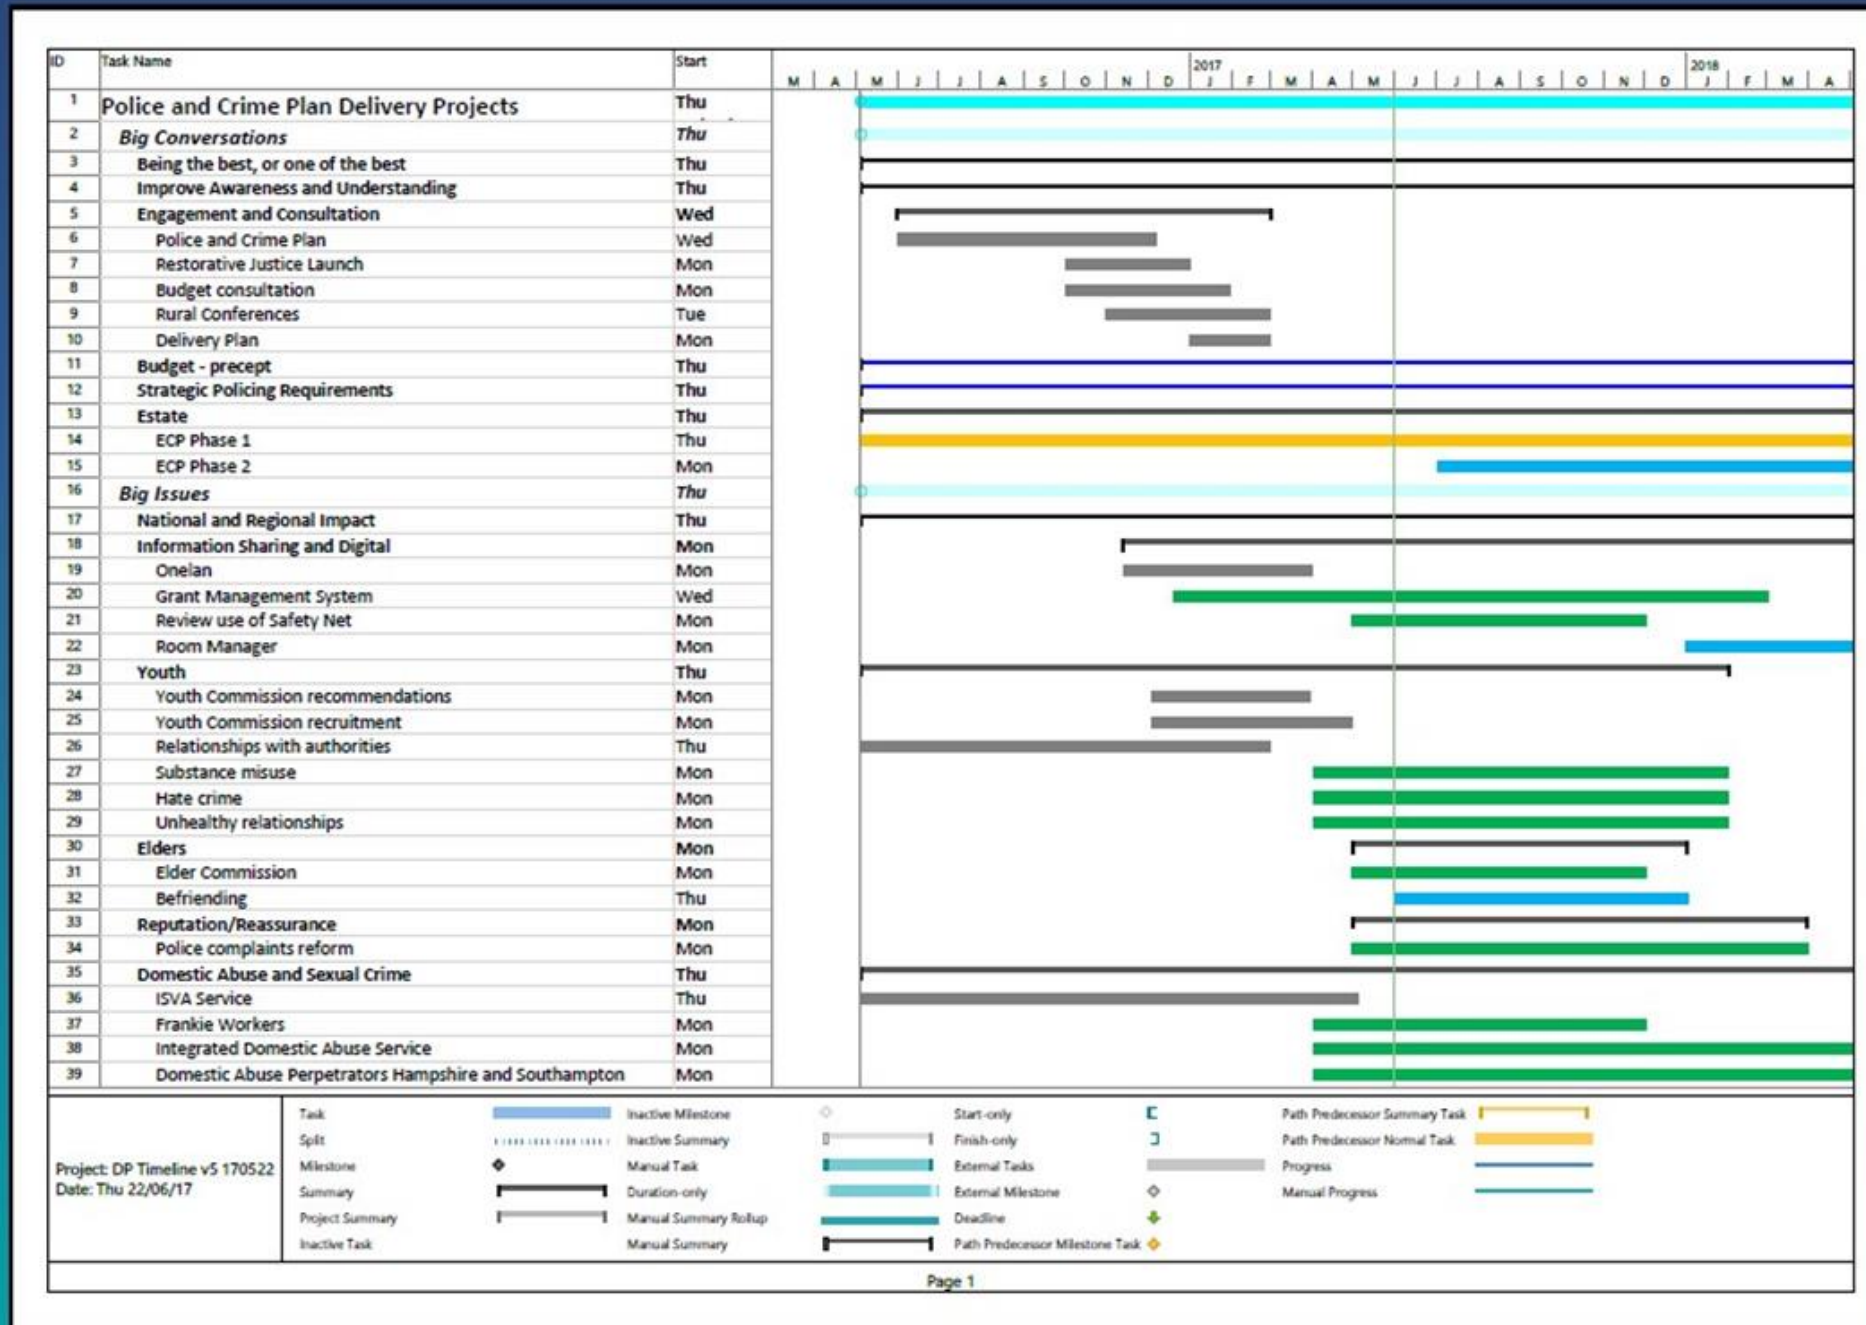 ID Task Name Start 2017 2018
M A M J J A S O N D J F M A M J J A S O N D J F M A
1 Police and Crime Plan Delivery Projects Thu
2 Big Conversations Thu
3 Being the best, or one of the best Thu
4 Improve Awareness and Understanding Thu
5 Engagement and Consultation Wed
6 Police and Crime Plan Wed
7 Restorative Justice Launch Mon
8 Budget consultation Mon
9 Rural Conferences Tue
10 Delivery Plan Mon
11 Budget - precept Thu
12 Strategic Policing Requirements Thu
13 Estate Thu
14 ECP Phase 1 Thu
15 ECP Phase 2 Mon
16 Big Issues Thu
17 National and Regional Impact Thu
18 Information Sharing and Digital Mon
19 Onelan Mon
20 Grant Management System Wed
21 Review use of Safety Net Mon
22 Room Manager Mon
23 Youth Thu
24 Youth Commission recommendations Mon
25 Youth Commission recruitment Mon
26 Relationships with authorities Thu
27 Substance misuse Mon
28 Hate crime Mon
29 Unhealthy relationships Mon
30 Elders Mon
31 Elder Commission Mon
32 Befriending Thu
33 Reputation/Reassurance Mon
34 Police complaints reform Mon
35 Domestic Abuse and Sexual Crime Thu
36 ISVA Service Thu
37 Frankie Workers Mon
38 Integrated Domestic Abuse Service Mon
39 Domestic Abuse Perpetrators Hampshire and Southampton Mon
Project: DP Timeline v5 170522
Date: Thu 22/06/17
Task Inactive Milestone Start-only Path Predecessor Summary Task
Split Inactive Summary Finish-only Path Predecessor Normal Task
Milestone Manual Task External Tasks Progress
Summary Duration-only External Milestone Manual Progress
Project Summary Manual Summary Rollup Deadline
Inactive Task Manual Summary Path Predecessor Milestone Task
Page 1